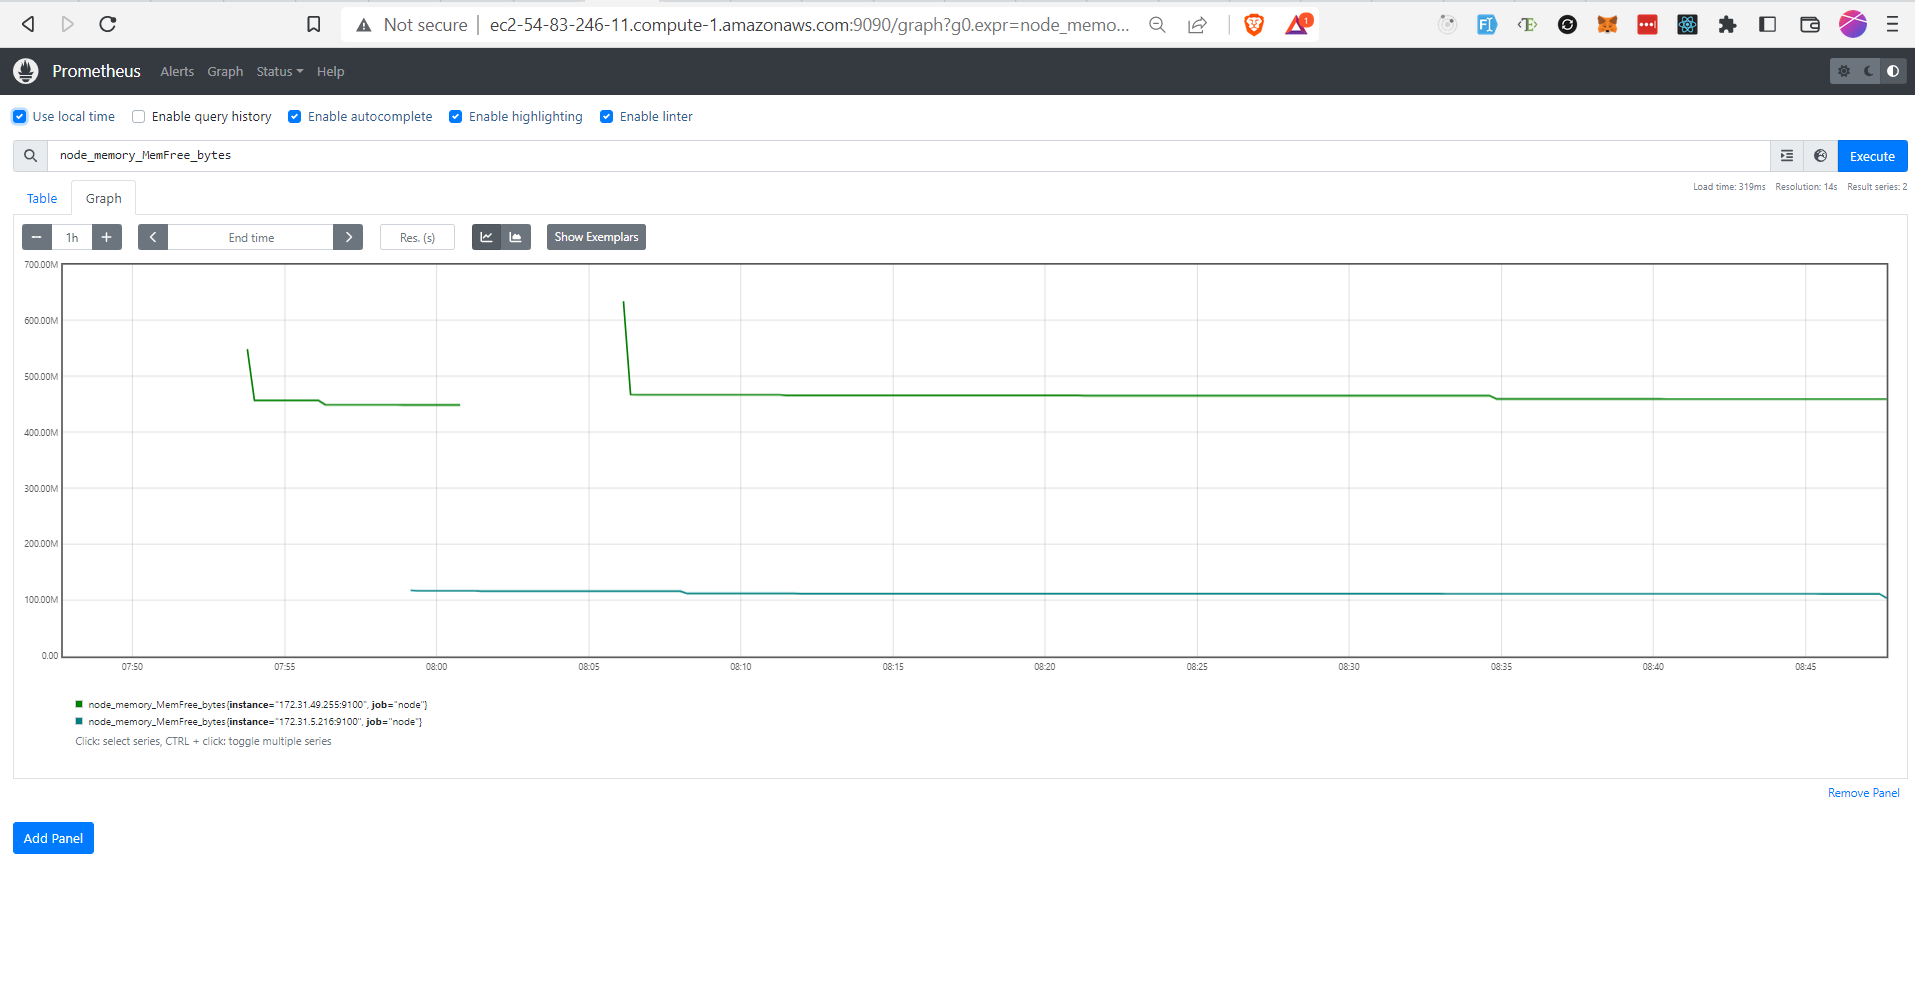 Not secure | ec2-54-83-246-11.compute-1.amazonaws.com:9090/graph?g0.expr=node_memo... 1
Prometheus Alerts Graph Status Help
Use local time Enable query history Enable autocomplete Enable highlighting Enable linter
node_memory_MemFree_bytes Execute
Load time: 319ms Resolution: 14s Result series: 2
Table Graph
− 1h + End time Res. (s) Show Exemplars
700.00M
600.00M
500.00M
400.00M
300.00M
200.00M
100.00M
0.00
07:50 07:55 08:00 08:05 08:10 08:15 08:20 08:25 08:30 08:35 08:40 08:45
node_memory_MemFree_bytes{instance="172.31.49.255:9100", job="node"}
node_memory_MemFree_bytes{instance="172.31.5.216:9100", job="node"}
Click: select series, CTRL + click: toggle multiple series
Remove Panel
Add Panel